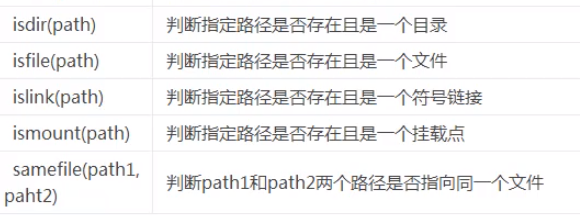 isdir(path) 判断指定路径是否存在且是一个目录
isfile(path) 判断指定路径是否存在且是一个文件
islink(path) 判断指定路径是否存在且是一个符号链接
ismount(path) 判断指定路径是否存在且是一个挂载点
samefile(path1,
paht2) 判断path1和path2两个路径是否指向同一个文件